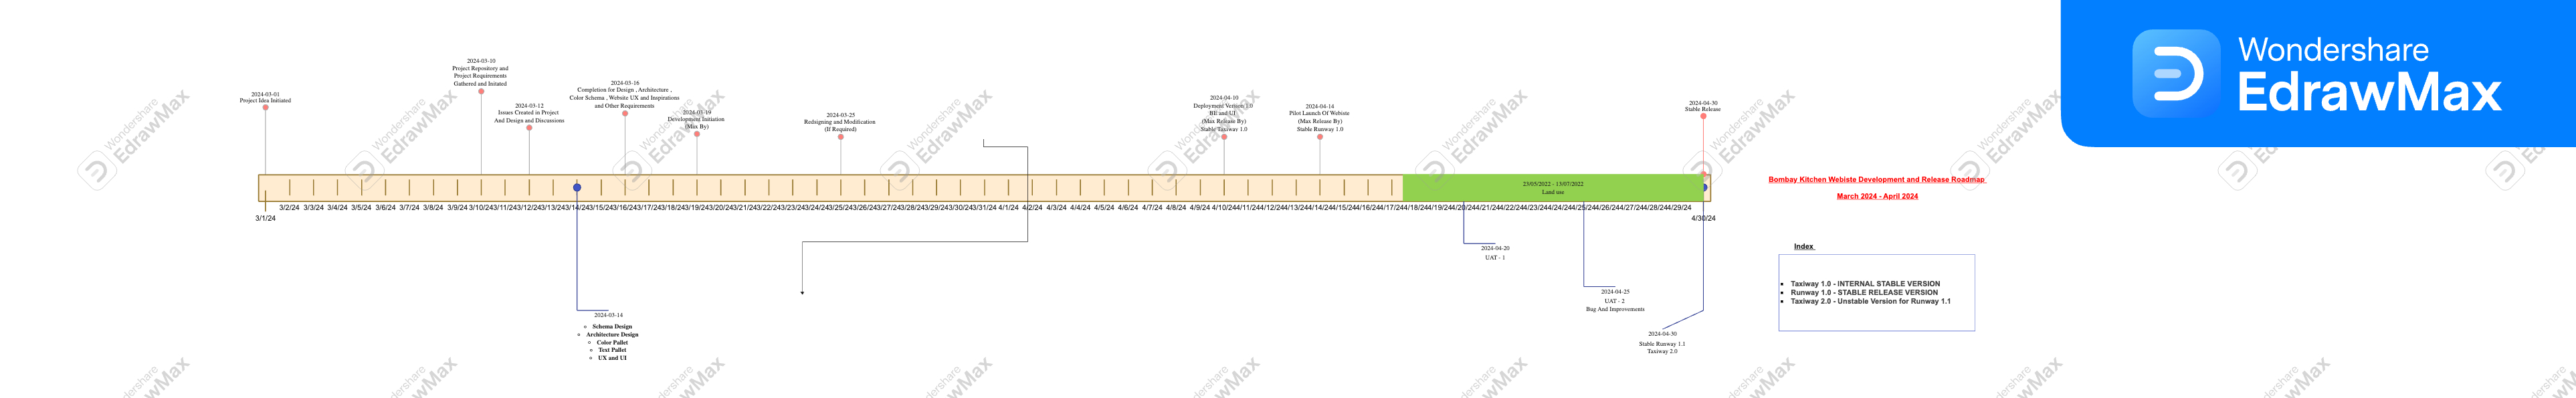 Wondershare
EdrawMax
2024-03-01
Project Idea Initiated
2024-03-10
Project Repository and
Project Requirements
Gathered and Initated
2024-03-12
Issues Created in Project
And Design and Discussions
2024-03-16
Completion for Design , Architecture ,
Color Schema , Website UX and Inspirations
and Other Requirements
2024-03-19
Development Initiation
(Max By)
2024-03-25
Redisigning and Modification
(If Required)
2024-04-10
Deployment Version 1.0
BE and UI
(Max Release By)
Stable Taxiway 1.0
2024-04-14
Pilot Launch Of Webiste
(Max Release By)
Stable Runway 1.0
2024-04-30
Stable Release
23/05/2022 - 13/07/2022
Land use
3/1/24
3/2/24 3/3/24 3/4/24 3/5/24 3/6/24 3/7/24 3/8/24 3/9/24 3/10/24 3/11/24 3/12/24 3/13/24 3/14/24 3/15/24 3/16/24 3/17/24 3/18/24 3/19/24 3/20/24 3/21/24 3/22/24 3/23/24 3/24/24 3/25/24 3/26/24 3/27/24 3/28/24 3/29/24 3/30/24 3/31/24 4/1/24 4/2/24 4/3/24 4/4/24 4/5/24 4/6/24 4/7/24 4/8/24 4/9/24 4/10/24 4/11/24 4/12/24 4/13/24 4/14/24 4/15/24 4/16/24 4/17/24 4/18/24 4/19/24 4/20/24 4/21/24 4/22/24 4/23/24 4/24/24 4/25/24 4/26/24 4/27/24 4/28/24 4/29/24
4/30/24
2024-03-14
Schema Design
Architecture Design
Color Pallet
Text Pallet
UX and UI
2024-04-20
UAT - 1
2024-04-25
UAT - 2
Bug And Improvements
2024-04-30
Stable Runway 1.1
Taxiway 2.0
Bombay Kitchen Webiste Development and Release Roadmap
March 2024 - April 2024
Index
Taxiway 1.0 - INTERNAL STABLE VERSION
Runway 1.0 - STABLE RELEASE VERSION
Taxiway 2.0 - Unstable Version for Runway 1.1